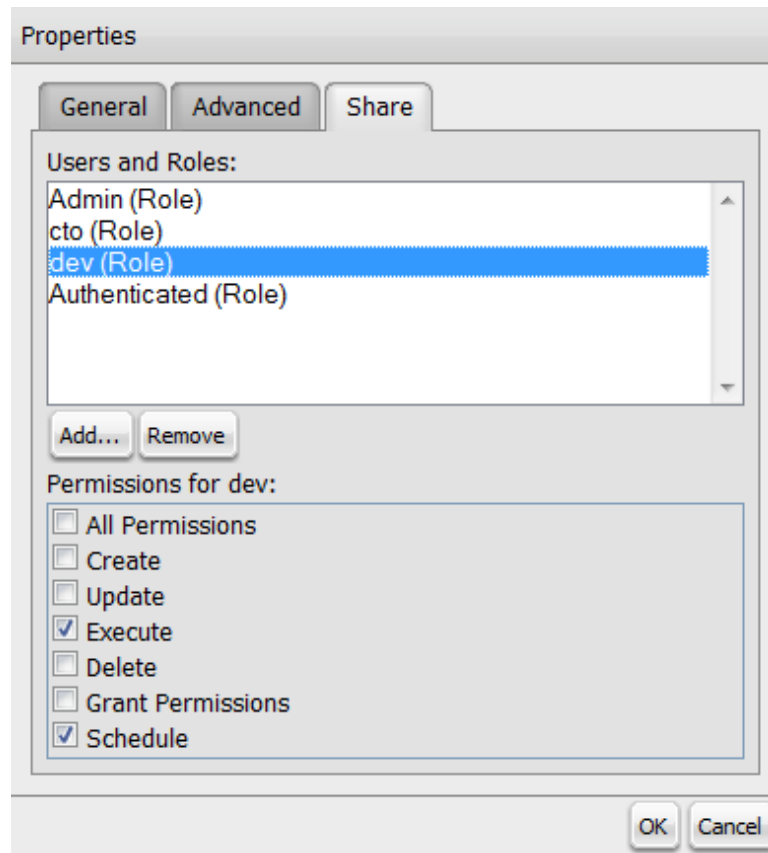 Properties
General Advanced Share
Users and Roles:
Admin (Role)
cto (Role)
dev (Role)
Authenticated (Role)
Add... Remove
Permissions for dev:
All Permissions
Create
Update
Execute
Delete
Grant Permissions
Schedule
OK Cancel